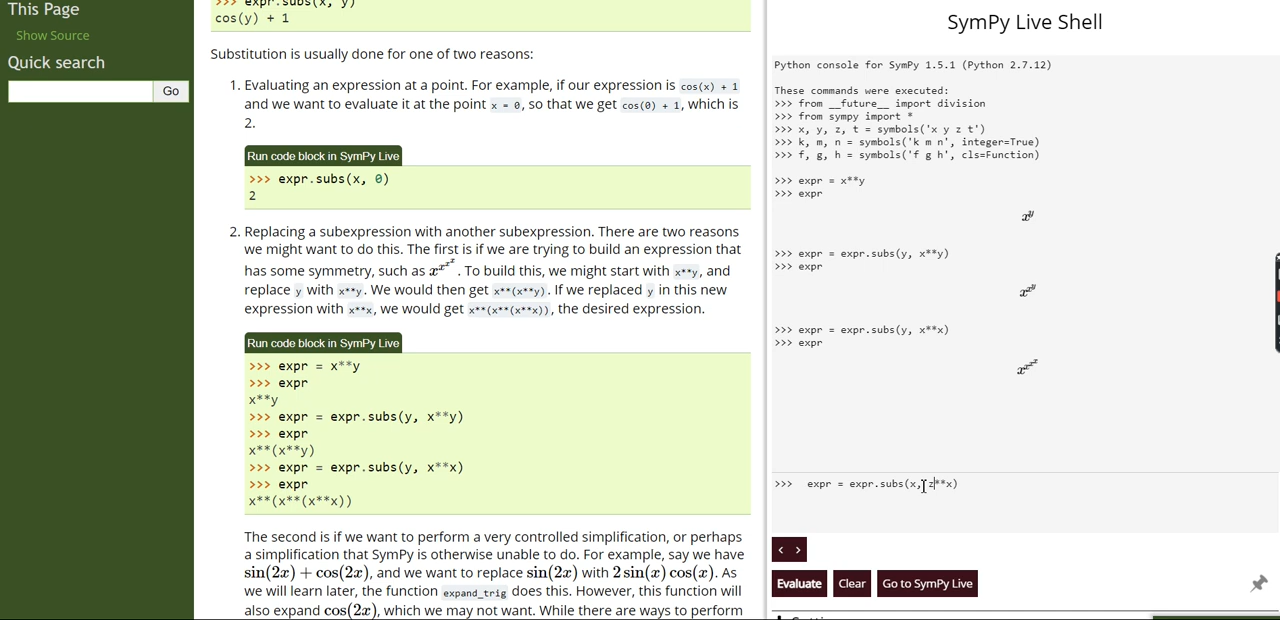 This Page
Show Source
Quick search
Go
>>> expr.subs(x, y)
cos(y) + 1
Substitution is usually done for one of two reasons:
1. Evaluating an expression at a point. For example, if our expression is cos(x) + 1
and we want to evaluate it at the point x = 0, so that we get cos(0) + 1, which is
2.
Run code block in SymPy Live
>>> expr.subs(x, 0)
2
2. Replacing a subexpression with another subexpression. There are two reasons
we might want to do this. The first is if we are trying to build an expression that
has some symmetry, such as x^{x^{x^x}}. To build this, we might start with x**y, and
replace y with x**y. We would then get x**(x**y). If we replaced y in this new
expression with x**x, we would get x**(x**(x**x)), the desired expression.
Run code block in SymPy Live
>>> expr = x**y
>>> expr
x**y
>>> expr = expr.subs(y, x**y)
>>> expr
x**(x**y)
>>> expr = expr.subs(y, x**x)
>>> expr
x**(x**(x**x))
The second is if we want to perform a very controlled simplification, or perhaps
a simplification that SymPy is otherwise unable to do. For example, say we have
sin(2x) + cos(2x), and we want to replace sin(2x) with 2 sin(x) cos(x). As
we will learn later, the function expand_trig does this. However, this function will
also expand cos(2x), which we may not want. While there are ways to perform
SymPy Live Shell
Python console for SymPy 1.5.1 (Python 2.7.12)
These commands were executed:
>>> from __future__ import division
>>> from sympy import *
>>> x, y, z, t = symbols('x y z t')
>>> k, m, n = symbols('k m n', integer=True)
>>> f, g, h = symbols('f g h', cls=Function)
>>> expr = x**y
>>> expr
x^y
>>> expr = expr.subs(y, x**y)
>>> expr
x^{x^y}
>>> expr = expr.subs(y, x**x)
>>> expr
x^{x^{x^x}}
>>> expr = expr.subs(x, z**x)
< >
Evaluate
Clear
Go to SymPy Live